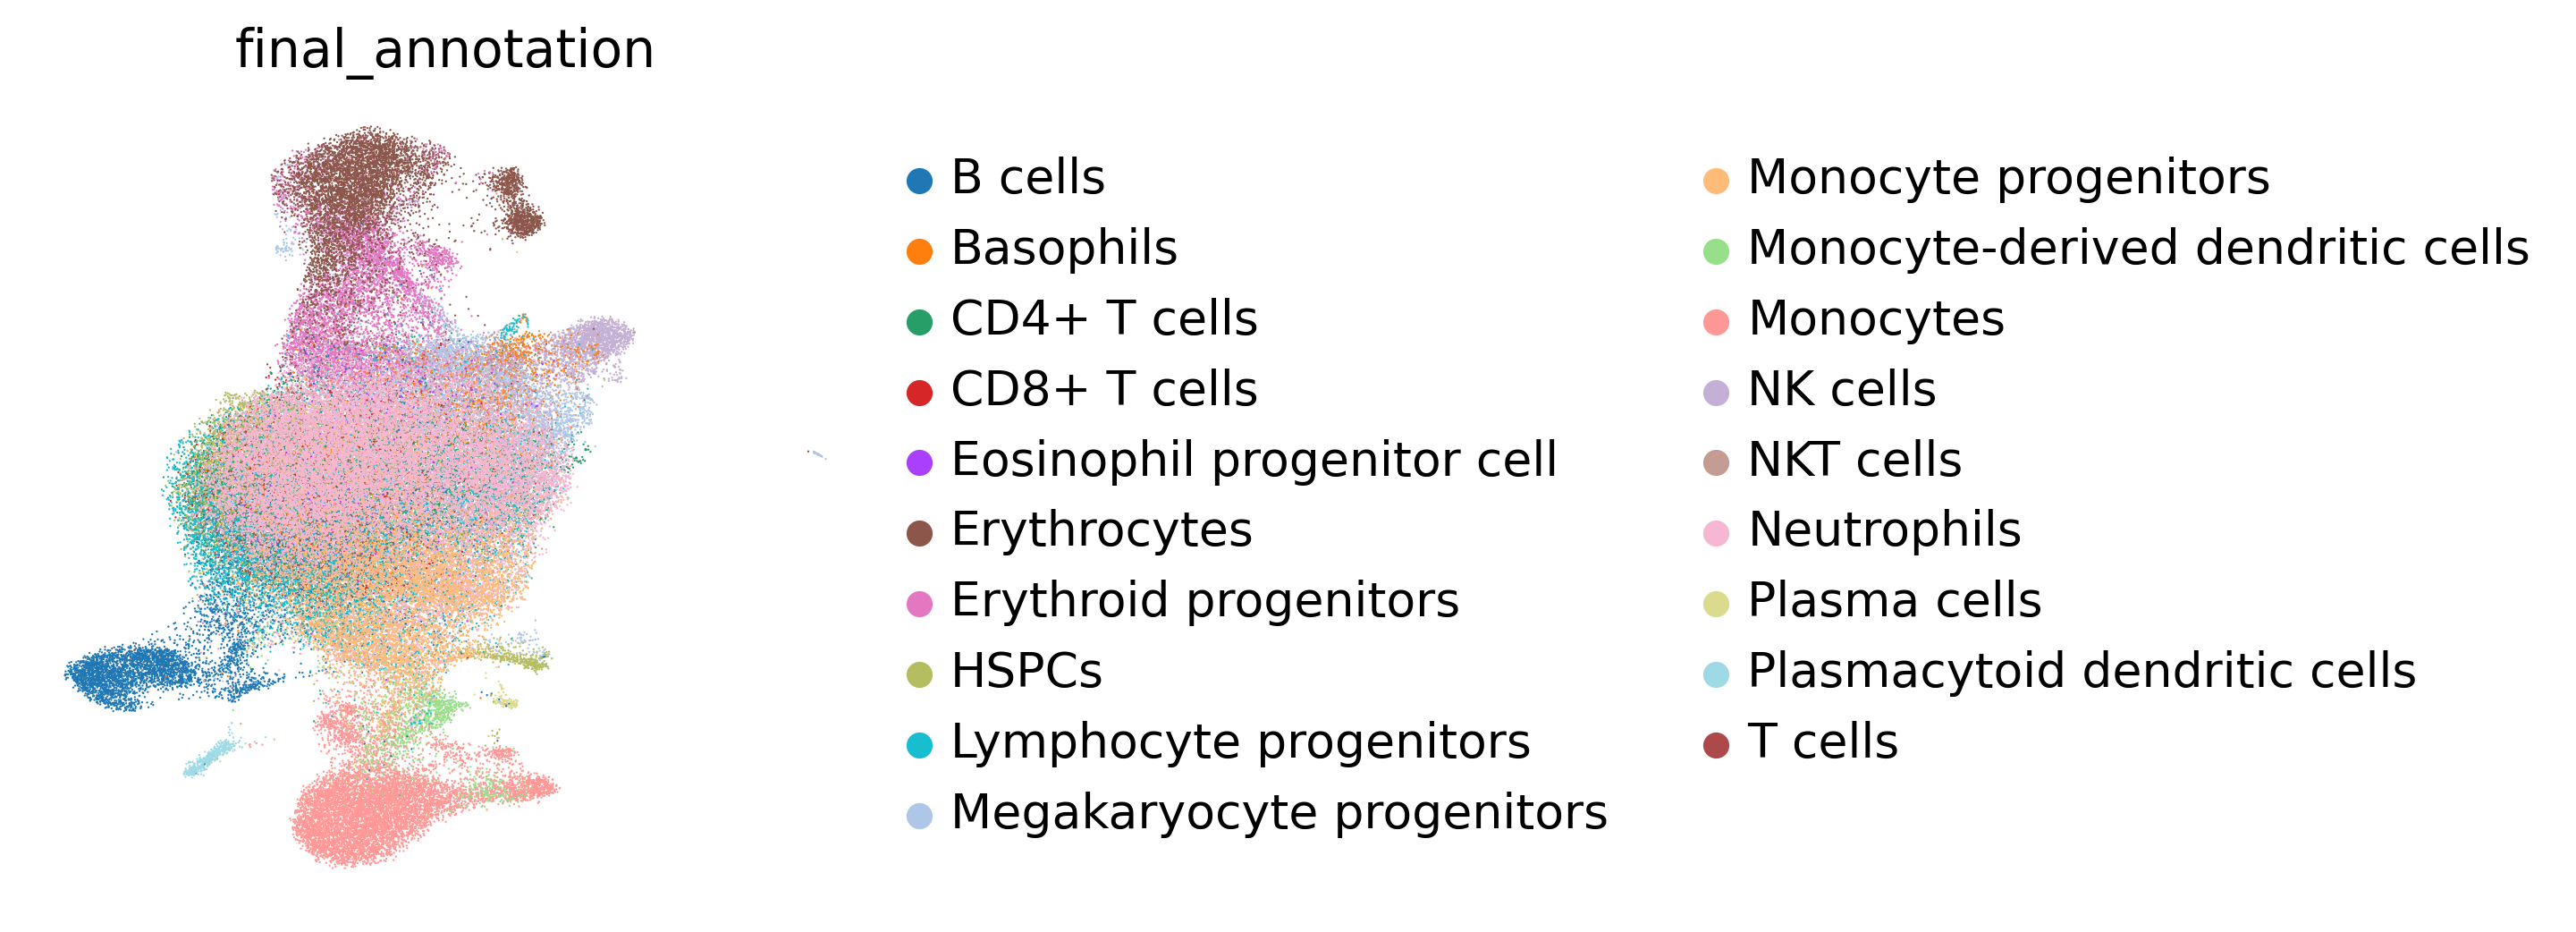 final_annotation
B cells
Basophils
CD4+ T cells
CD8+ T cells
Eosinophil progenitor cell
Erythrocytes
Erythroid progenitors
HSPCs
Lymphocyte progenitors
Megakaryocyte progenitors
Monocyte progenitors
Monocyte-derived dendritic cells
Monocytes
NK cells
NKT cells
Neutrophils
Plasma cells
Plasmacytoid dendritic cells
T cells